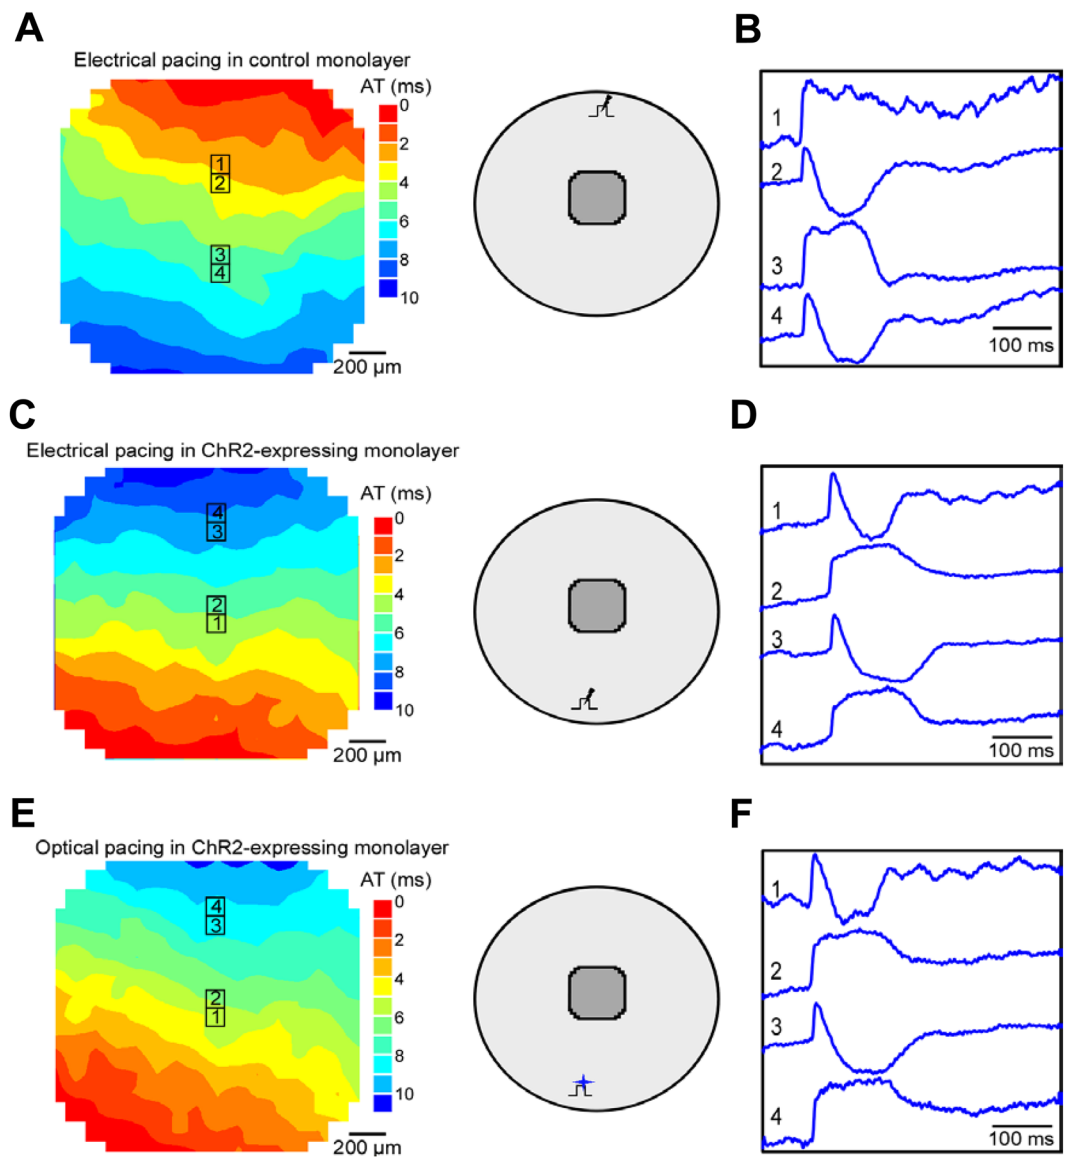 A
B
Electrical pacing in control monolayer
AT (ms)
0
2
4
6
8
10
1
2
3
4
200 µm
1
2
3
4
100 ms
C
D
Electrical pacing in ChR2-expressing monolayer
AT (ms)
0
2
4
6
8
10
4
3
2
1
200 µm
1
2
3
4
100 ms
E
F
Optical pacing in ChR2-expressing monolayer
AT (ms)
0
2
4
6
8
10
4
3
2
1
200 µm
1
2
3
4
100 ms